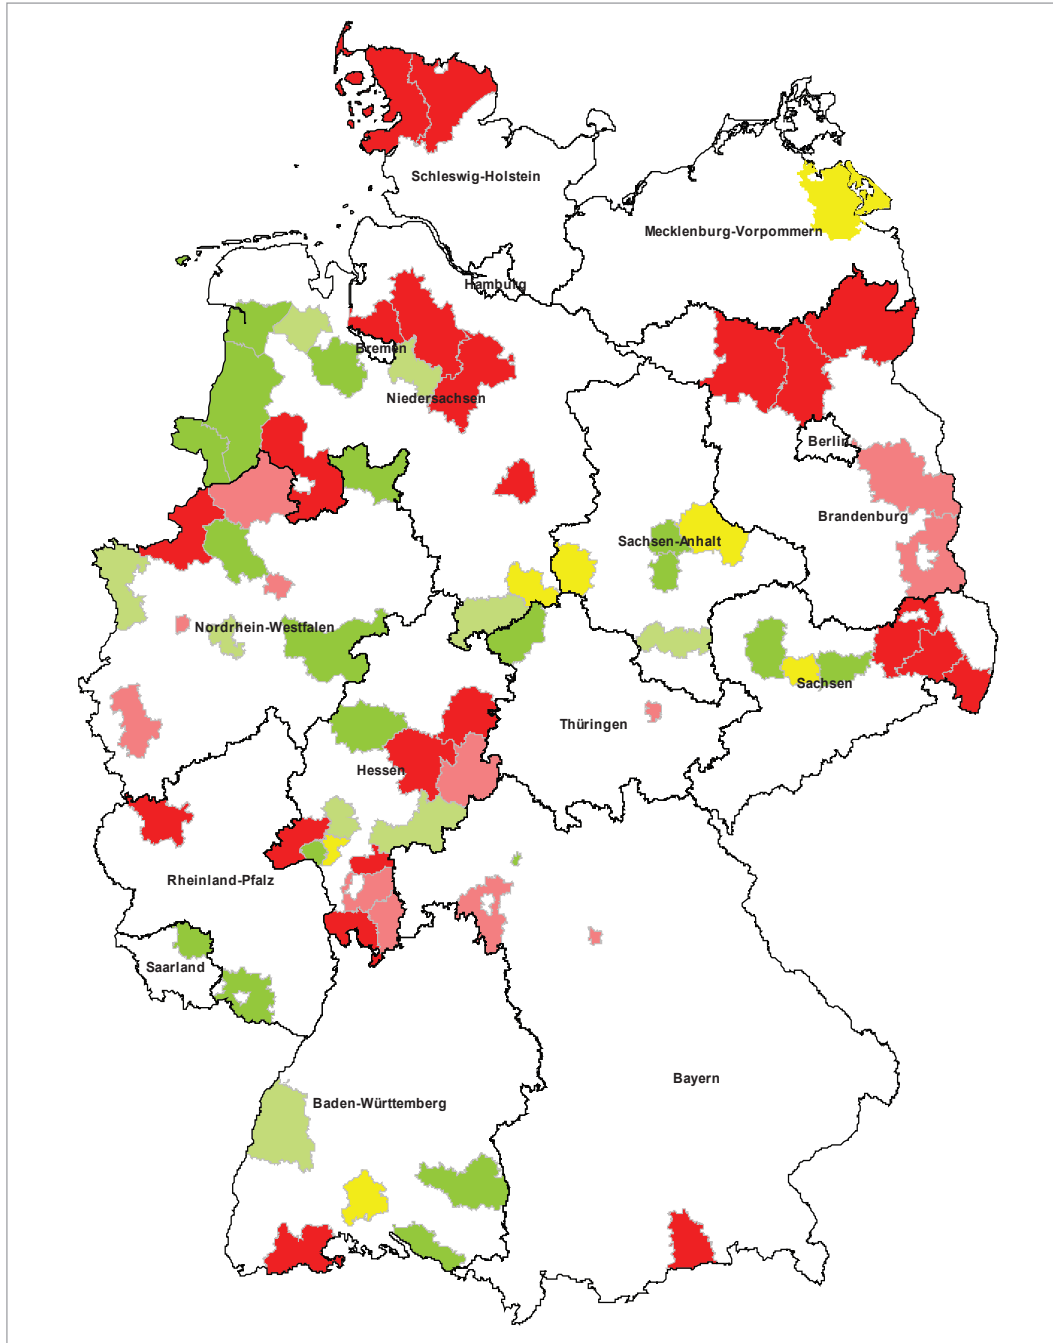 Schleswig-Holstein
Mecklenburg-Vorpommern
Hamburg
Bremen
Niedersachsen
Berlin
Brandenburg
Sachsen-Anhalt
Nordrhein-Westfalen
Sachsen
Thüringen
Hessen
Rheinland-Pfalz
Saarland
Bayern
Baden-Württemberg